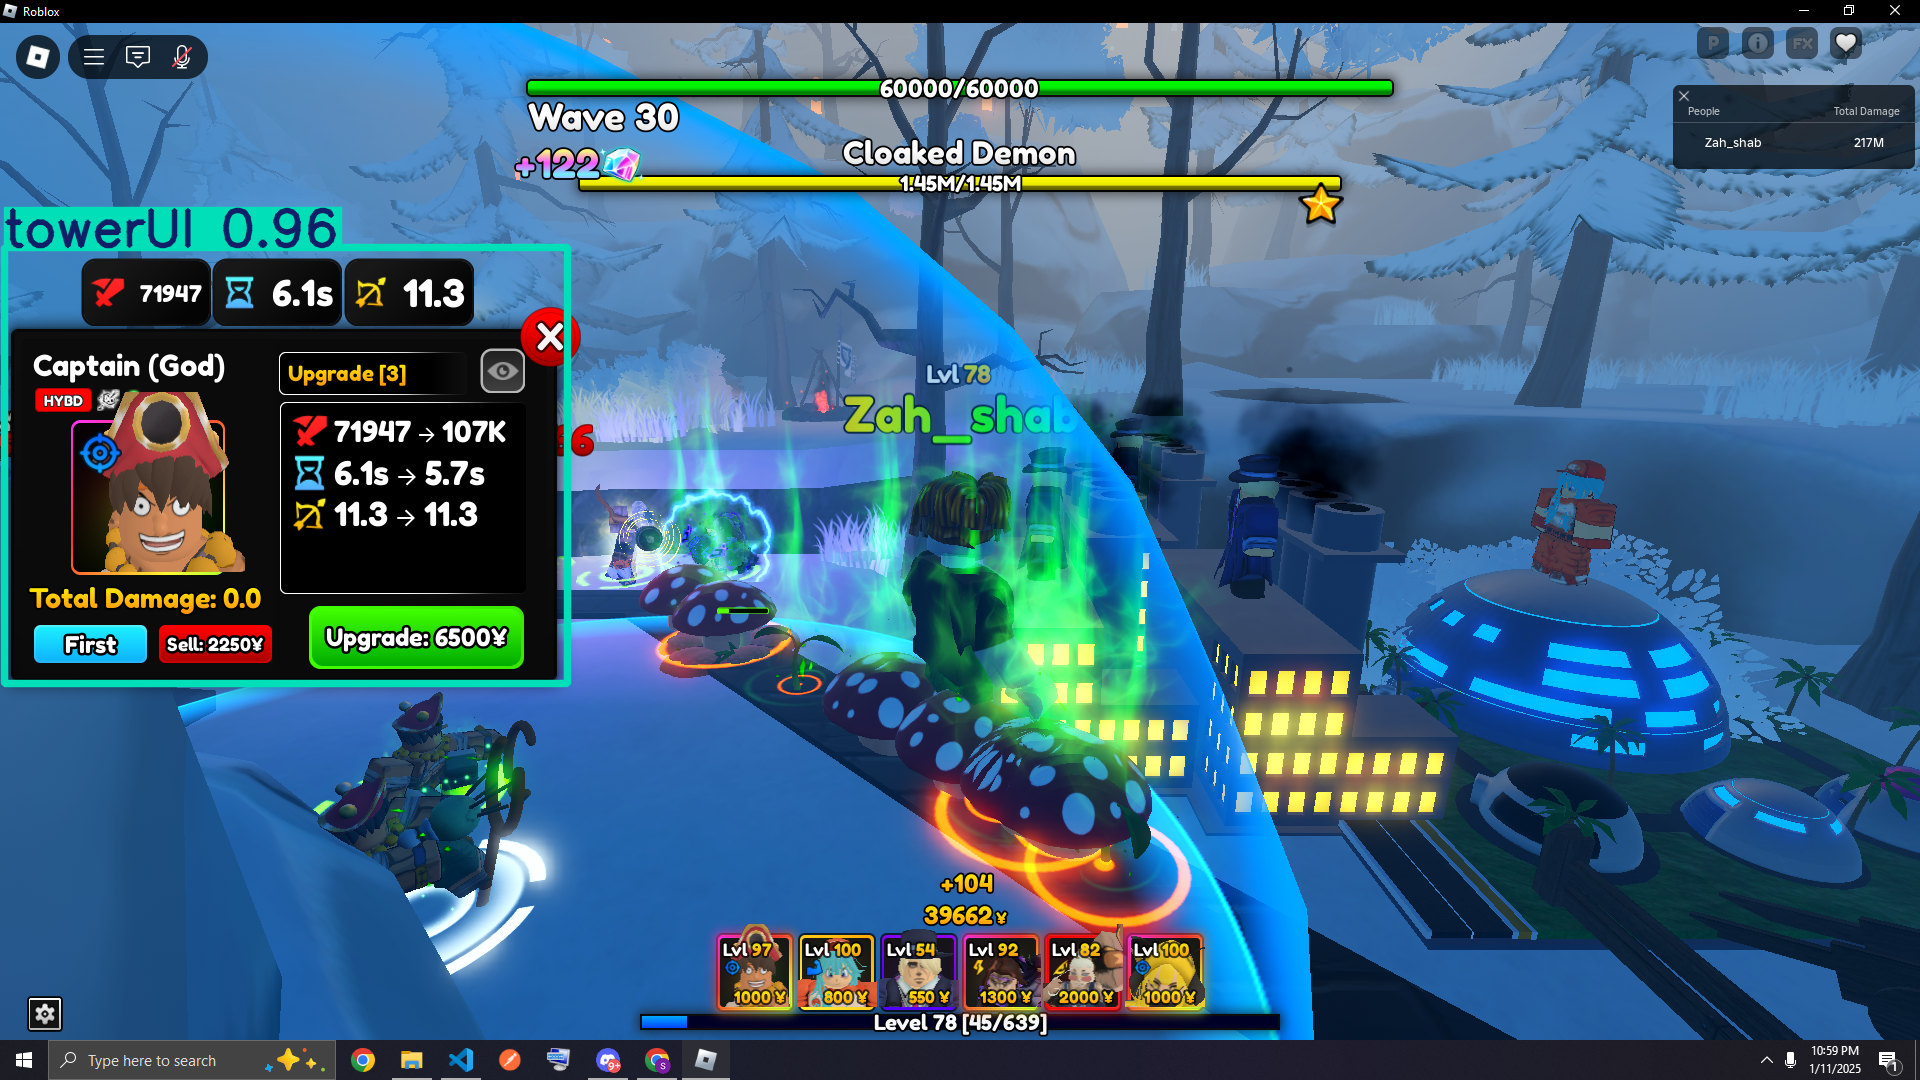 Roblox
P
FX
People
Total Damage
Zah_shab
217M
60000/60000
Wave 30
+122
Cloaked Demon
1.45M/1.45M
towerUI 0.96
71947
6.1s
11.3
Captain (God)
HYBD
Upgrade [3]
71947 → 107K
6.1s → 5.7s
11.3 → 11.3
Total Damage: 0.0
First
Sell: 2250¥
Upgrade: 6500¥
6
Lvl 78
Zah_shab
+104
39662 ¥
Lvl 97
1000 ¥
Lvl 100
800 ¥
Lvl 54
550 ¥
Lvl 92
1300 ¥
Lvl 82
2000 ¥
Lvl 100
1000 ¥
Level 78 [45/639]
Type here to search
9+
S
10:59 PM
1/11/2025
1